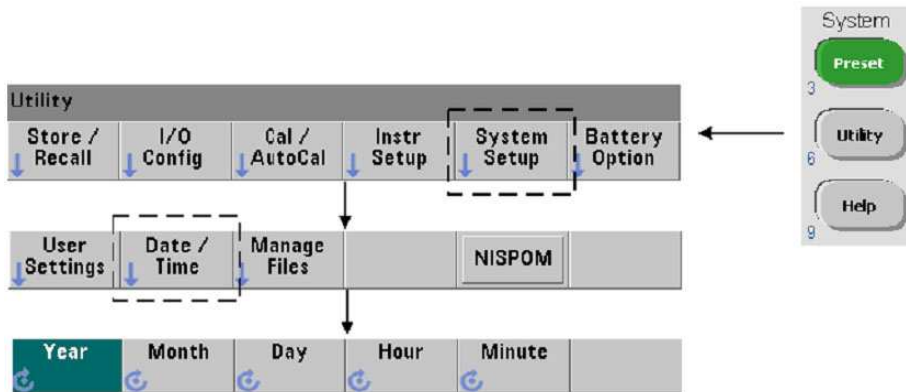 System
Preset
3
Utility
6
Help
9
Utility
Store / Recall
I/O Config
Cal / AutoCal
Instr Setup
System Setup
Battery Option
User Settings
Date / Time
Manage Files
NISPOM
Year
Month
Day
Hour
Minute